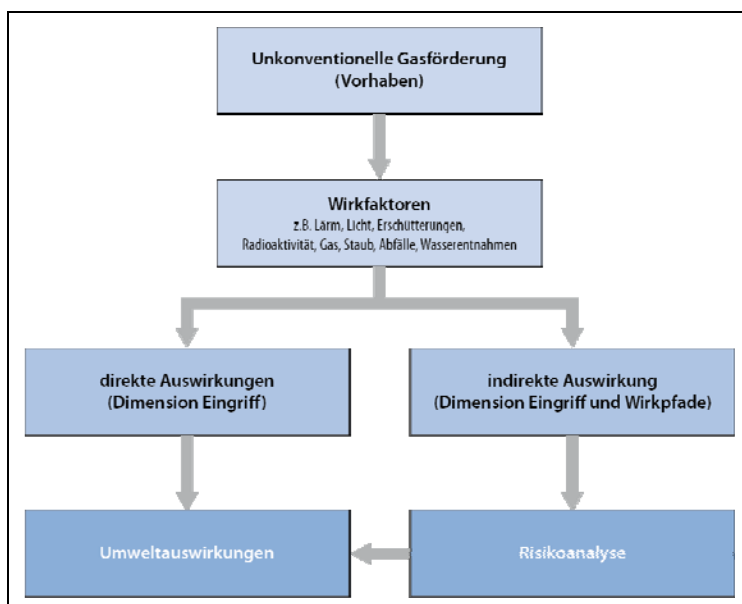 Unkonventionelle Gasförderung
(Vorhaben)
Wirkfaktoren
z.B. Lärm, Licht, Erschütterungen,
Radioaktivität, Gas, Staub, Abfälle, Wasserentnahmen
direkte Auswirkungen
(Dimension Eingriff)
indirekte Auswirkung
(Dimension Eingriff und Wirkpfade)
Umweltauswirkungen
Risikoanalyse